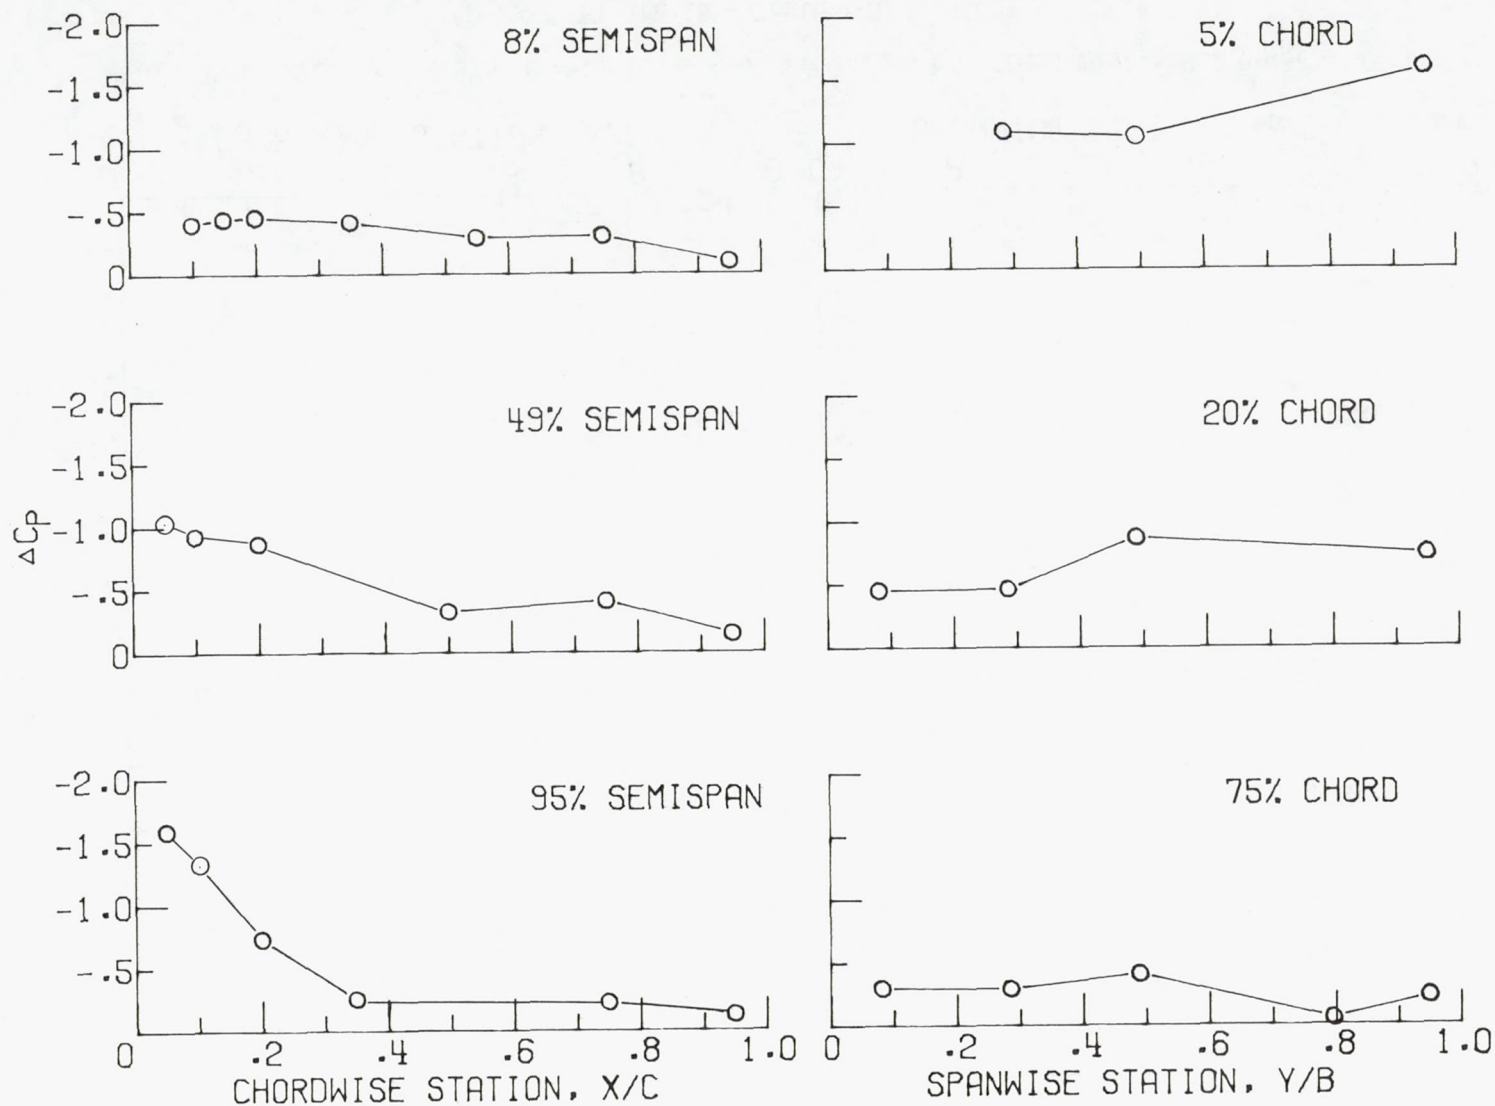 8% SEMISPAN
-2.0
-1.5
-1.0
-.5
0
5% CHORD
49% SEMISPAN
-2.0
-1.5
-1.0
-.5
0
ΔCP
20% CHORD
95% SEMISPAN
-2.0
-1.5
-1.0
-.5
0 .2 .4 .6 .8 1.0
CHORDWISE STATION, X/C
75% CHORD
0 .2 .4 .6 .8 1.0
SPANWISE STATION, Y/B